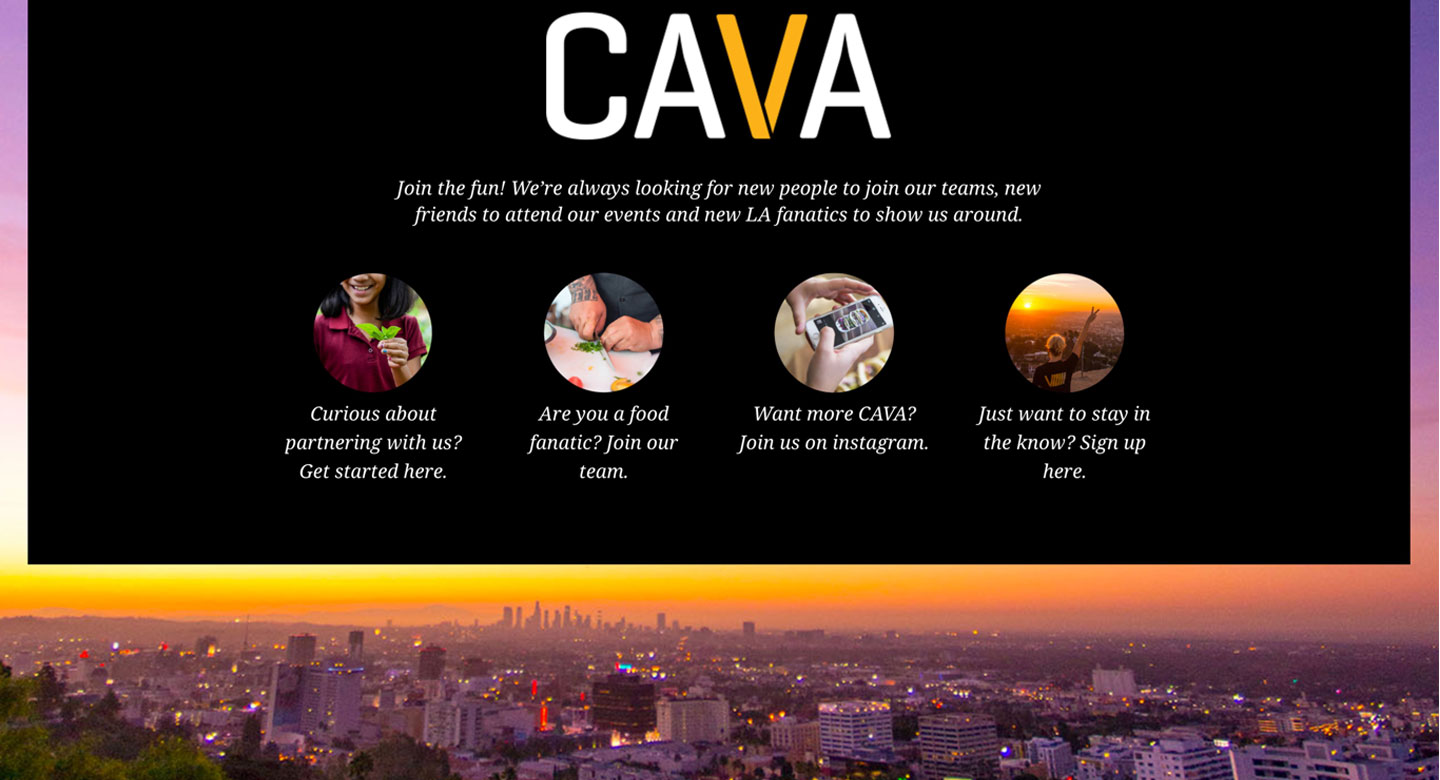 CAVA
Join the fun! We’re always looking for new people to join our teams, new
friends to attend our events and new LA fanatics to show us around.
Curious about
partnering with us?
Get started here.
Are you a food
fanatic? Join our
team.
Want more CAVA?
Join us on instagram.
Just want to stay in
the know? Sign up
here.